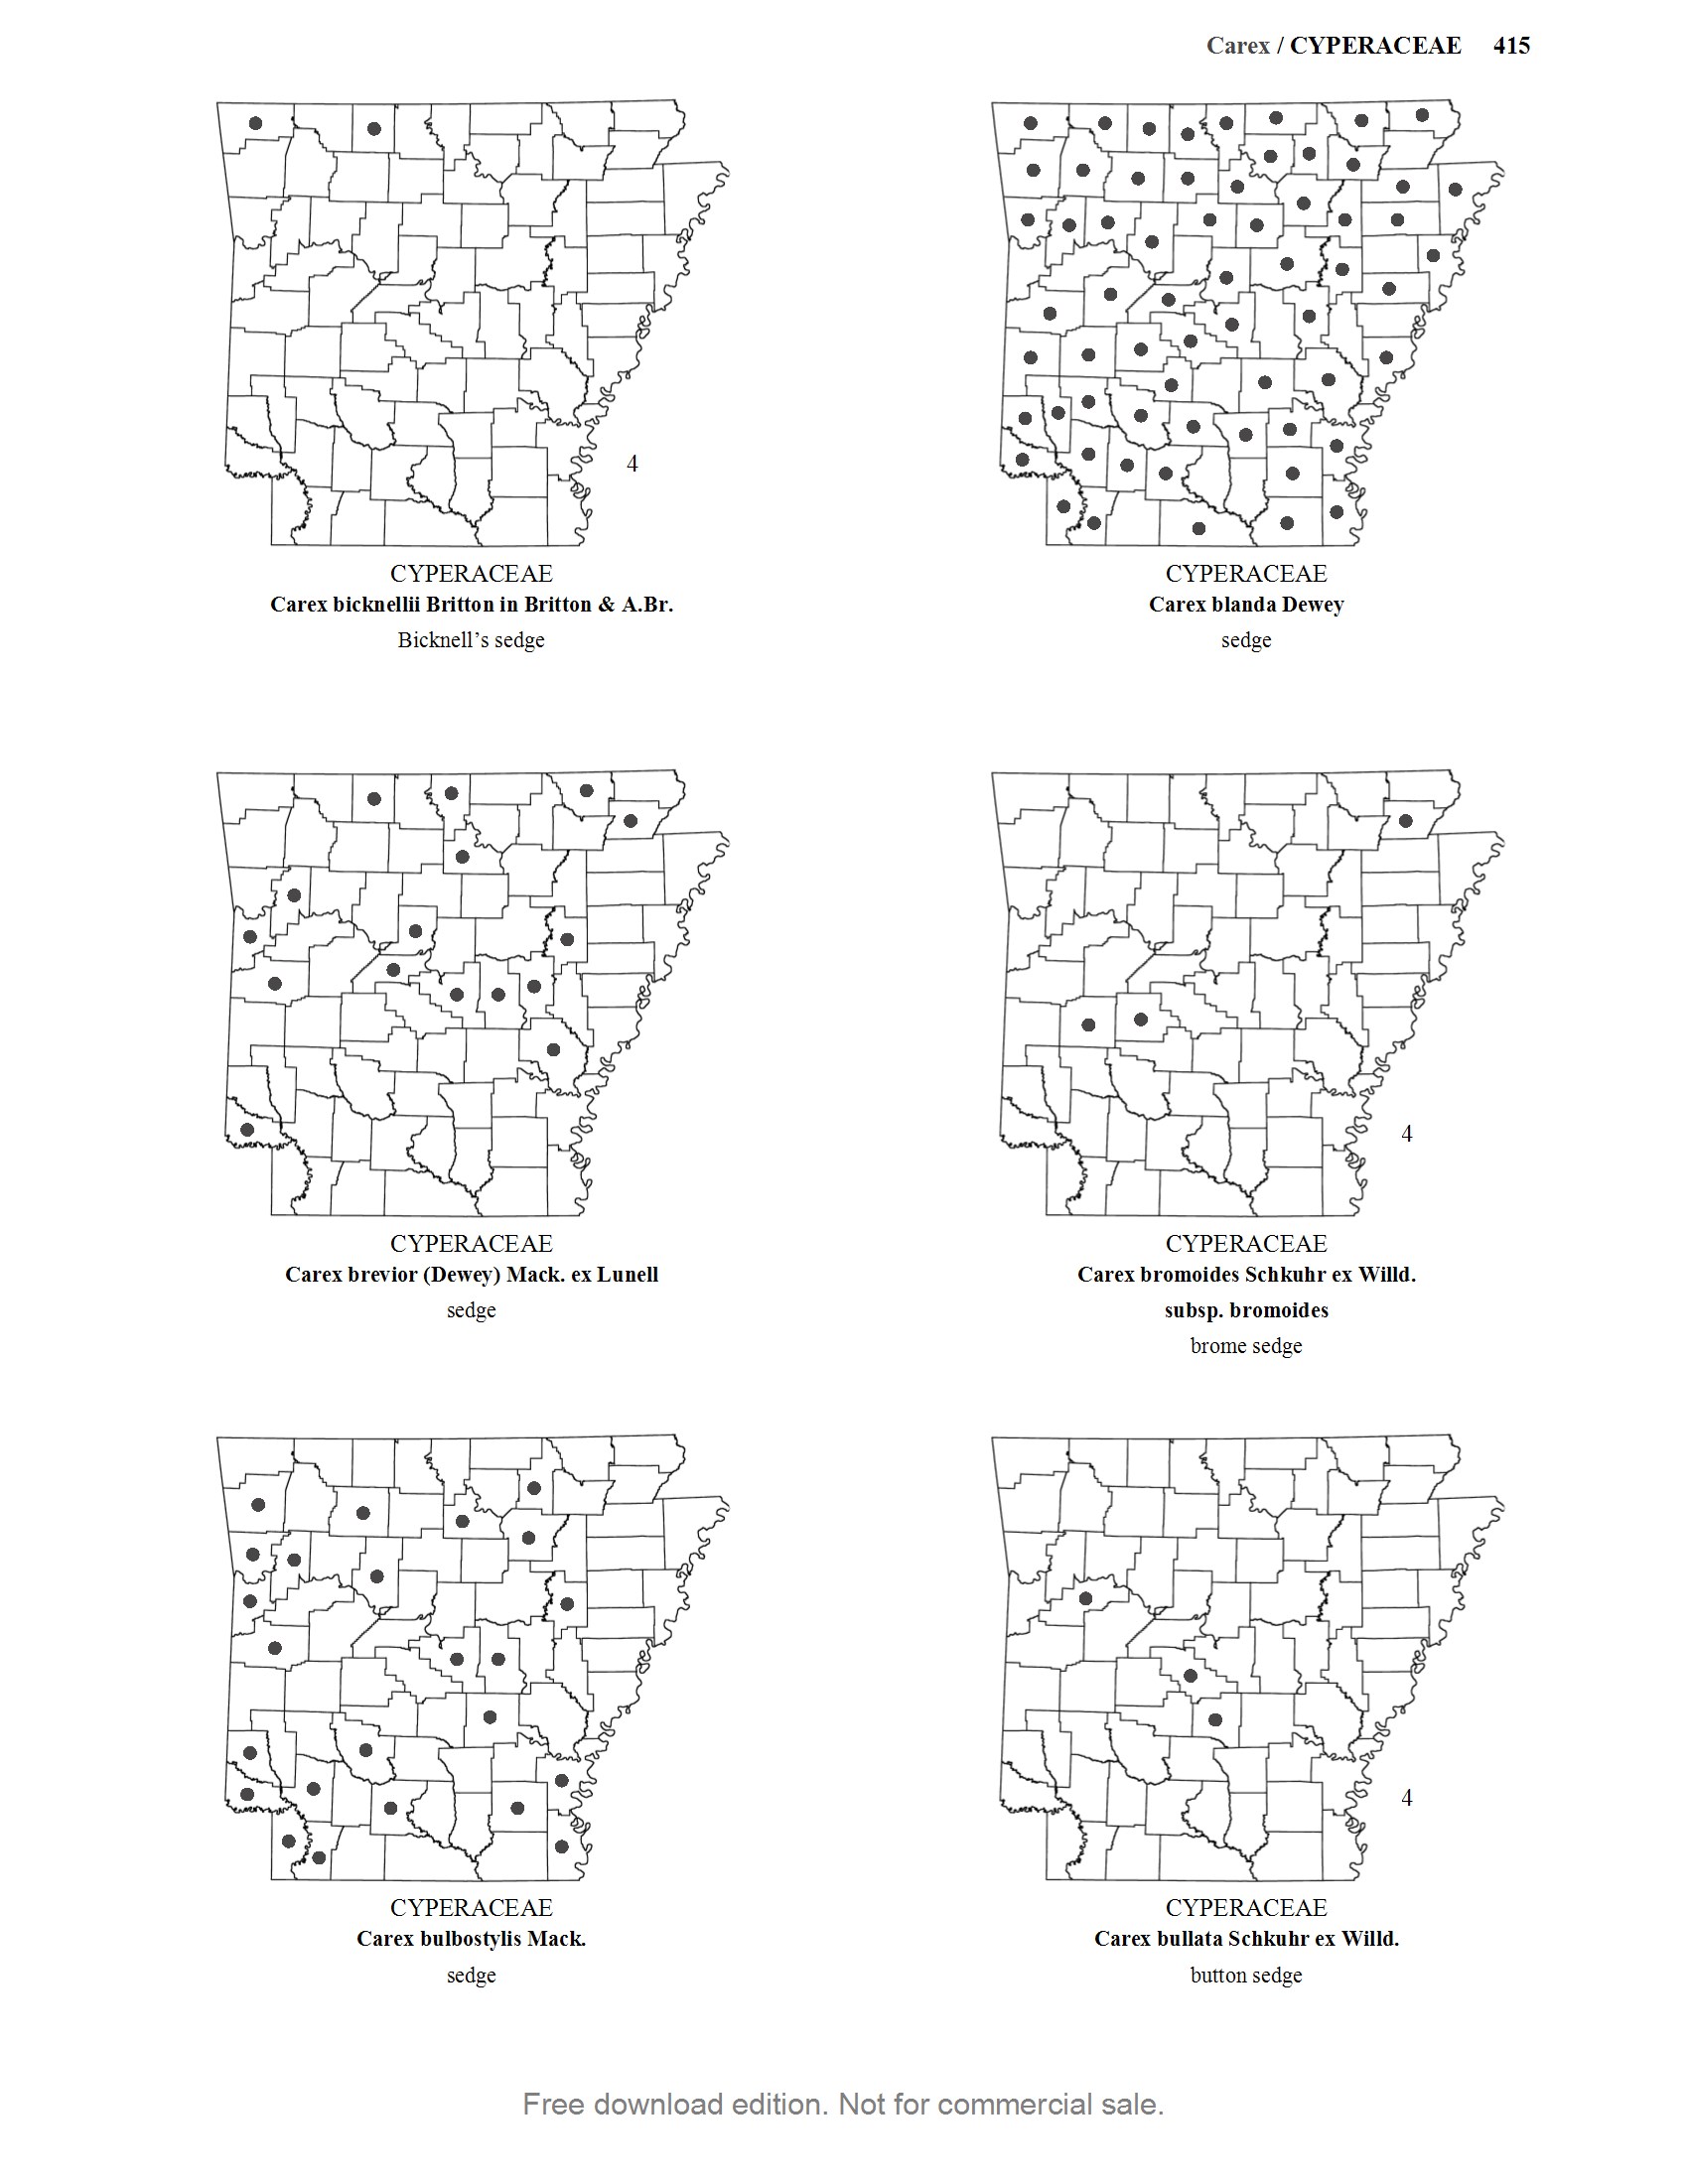 Carex / CYPERACEAE 415
4
CYPERACEAE
Carex bicknellii Britton in Britton & A.Br.
Bicknell’s sedge
CYPERACEAE
Carex blanda Dewey
sedge
CYPERACEAE
Carex brevior (Dewey) Mack. ex Lunell
sedge
4
CYPERACEAE
Carex bromoides Schkuhr ex Willd.
subsp. bromoides
brome sedge
CYPERACEAE
Carex bulbostylis Mack.
sedge
4
CYPERACEAE
Carex bullata Schkuhr ex Willd.
button sedge
Free download edition. Not for commercial sale.